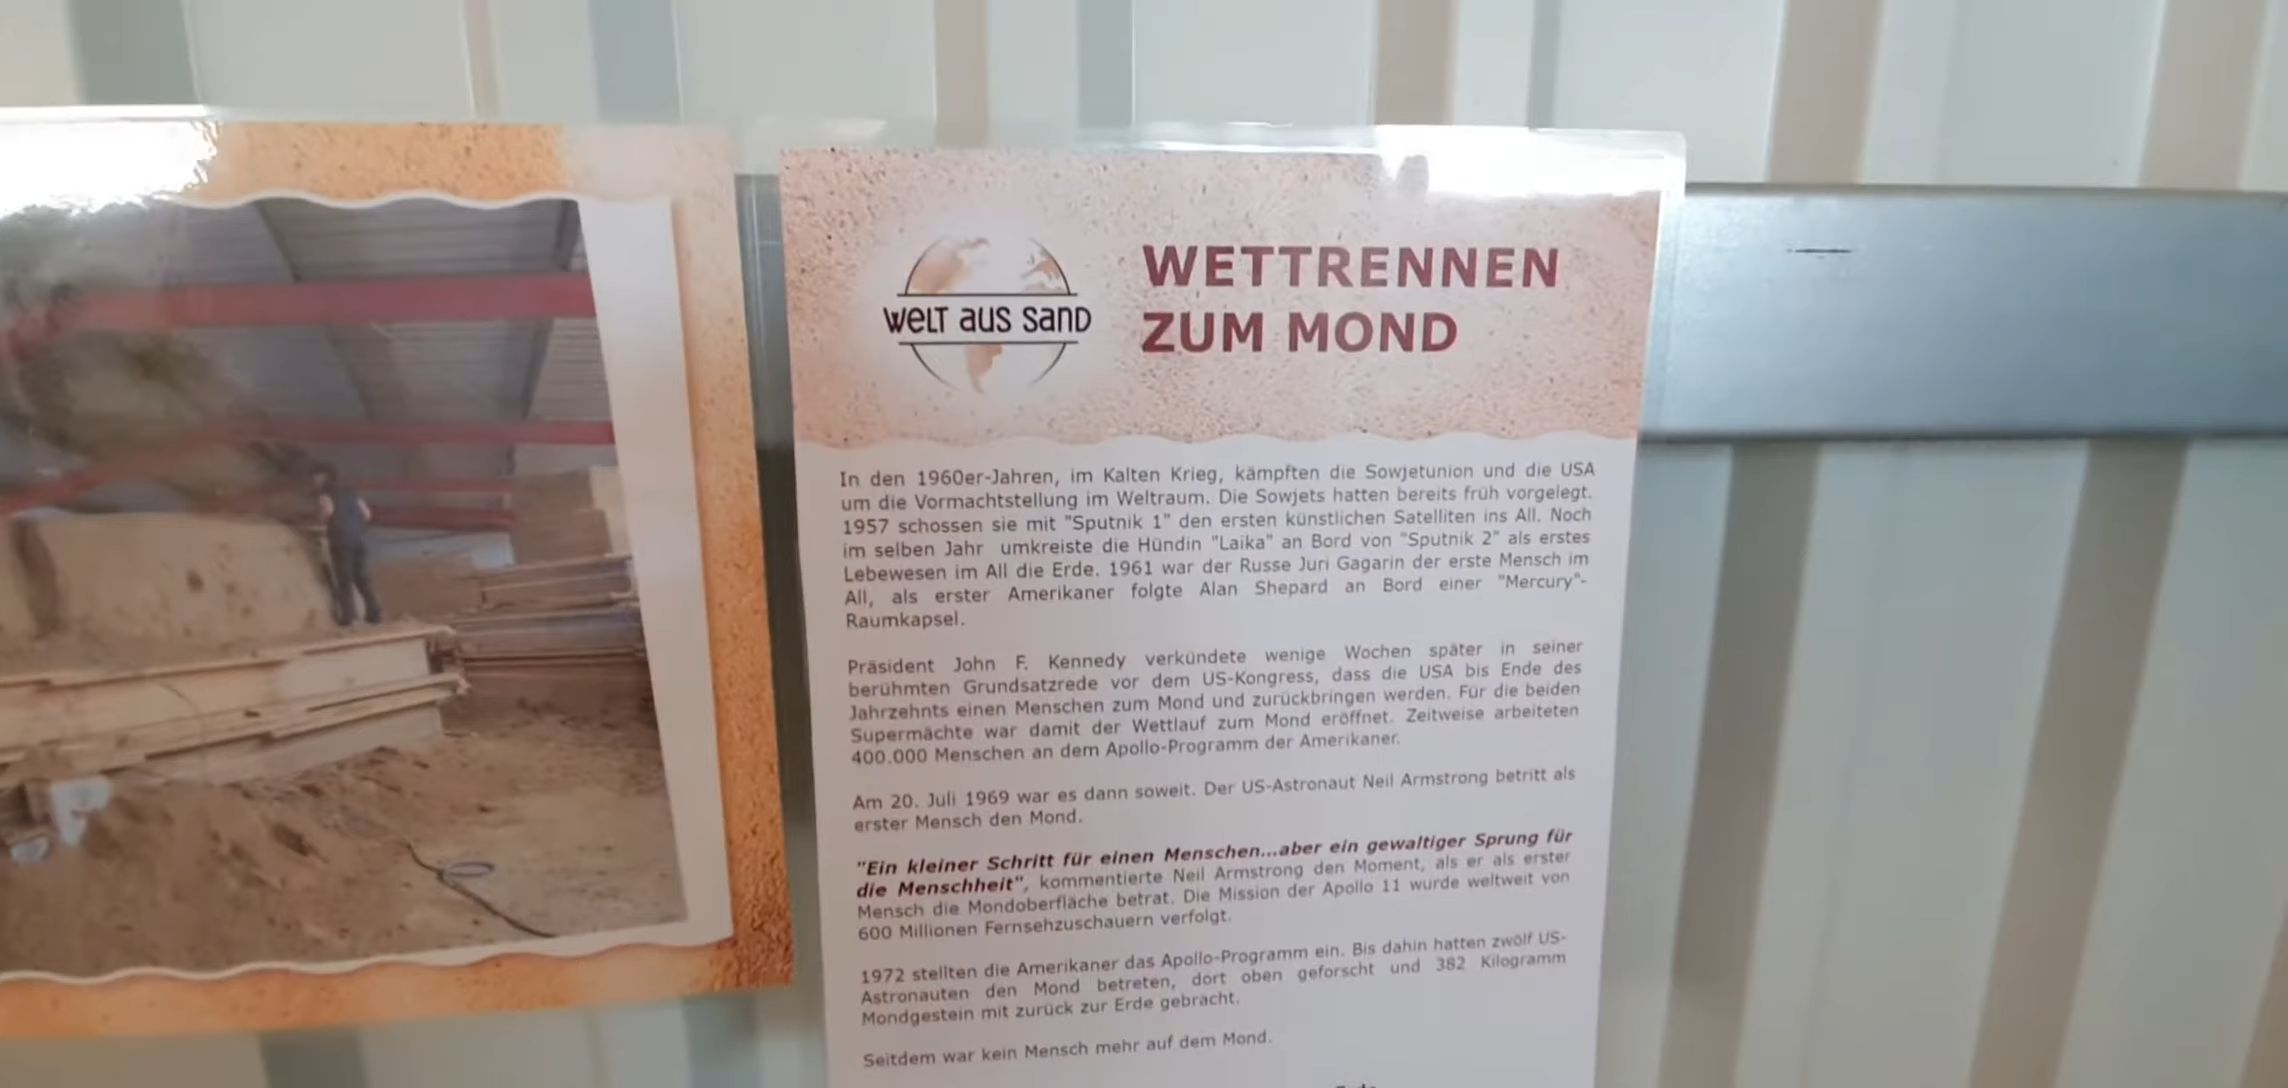 WELT aus sanD
WETTRENNEN
ZUM MOND
In den 1960er-Jahren, im Kalten Krieg, kämpften die Sowjetunion und die USA
um die Vormachtstellung im Weltraum. Die Sowjets hatten bereits früh vorgelegt.
1957 schossen sie mit "Sputnik 1" den ersten künstlichen Satelliten ins All. Noch
im selben Jahr umkreiste die Hündin "Laika" an Bord von "Sputnik 2" als erstes
Lebewesen im All die Erde. 1961 war der Russe Juri Gagarin der erste Mensch im
All, als erster Amerikaner folgte Alan Shepard an Bord einer "Mercury"-
Raumkapsel.
Präsident John F. Kennedy verkündete wenige Wochen später in seiner
berühmten Grundsatzrede vor dem US-Kongress, dass die USA bis Ende des
Jahrzehnts einen Menschen zum Mond und zurückbringen werden. Für die beiden
Supermächte war damit der Wettlauf zum Mond eröffnet. Zeitweise arbeiteten
400.000 Menschen an dem Apollo-Programm der Amerikaner.
Am 20. Juli 1969 war es dann soweit. Der US-Astronaut Neil Armstrong betritt als
erster Mensch den Mond.
"Ein kleiner Schritt für einen Menschen...aber ein gewaltiger Sprung für
die Menschheit", kommentierte Neil Armstrong den Moment, als er als erster
Mensch die Mondoberfläche betrat. Die Mission der Apollo 11 wurde weltweit von
600 Millionen Fernsehzuschauern verfolgt.
1972 stellten die Amerikaner das Apollo-Programm ein. Bis dahin hatten zwölf US-
Astronauten den Mond betreten, dort oben geforscht und 382 Kilogramm
Mondgestein mit zurück zur Erde gebracht.
Seitdem war kein Mensch mehr auf dem Mond.